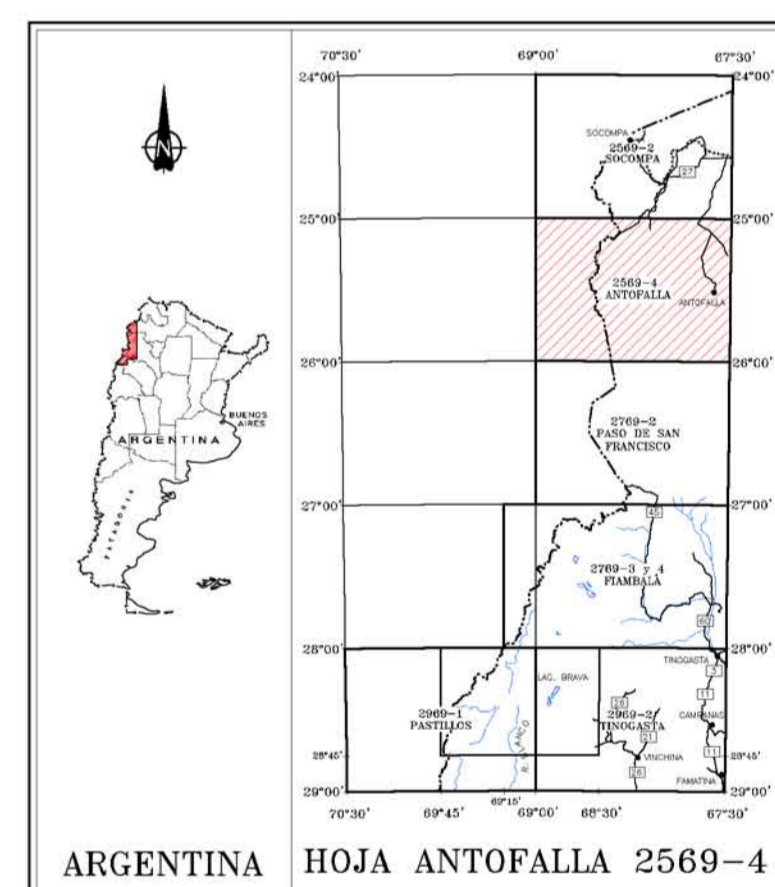 N
BUENOS
AIRES
ARGENTINA
PATAGONIA
ARGENTINA
70°30'
69°00'
67°30'
24°00'
24°00'
SOCOMPA
2569-2
SOCOMPA
27
25°00'
25°00'
2569-4
ANTOFALLA
ANTOFALLA
26°00'
26°00'
2769-2
PASO DE SAN
FRANCISCO
27°00'
27°00'
45
2769-3 y 4
FIAMBALÁ
60
28°00'
28°00'
TINOGASTA
3
LAG. BRAVA
11
26
2969-1
PASTILLOS
2969-2
TINOGASTA
CAMPANAS
R. BLANCO
21
11
28°45'
28°45'
VINCHINA
26
FAMATINA
29°00'
29°00'
69°15'
70°30'
69°45'
69°00'
68°30'
67°30'
HOJA ANTOFALLA 2569-4